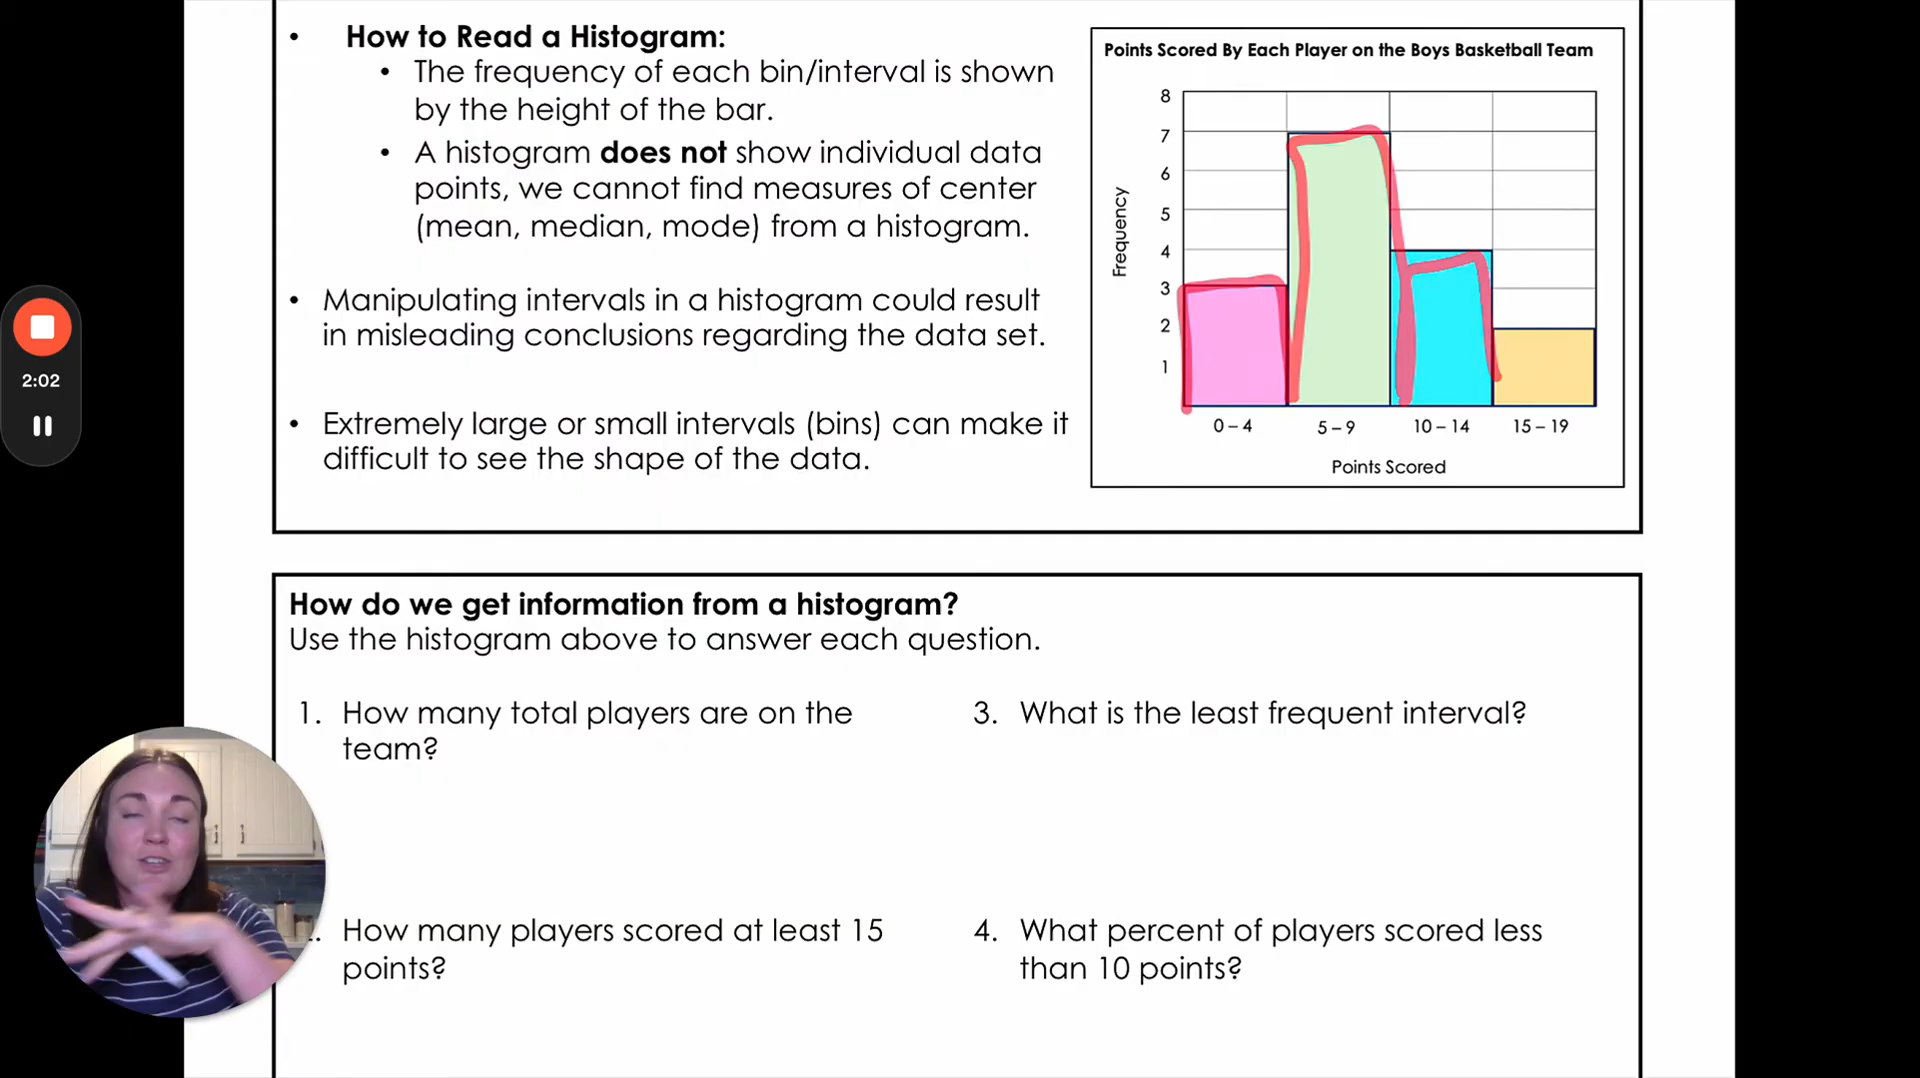 • How to Read a Histogram:
• The frequency of each bin/interval is shown
by the height of the bar.
• A histogram does not show individual data
points, we cannot find measures of center
(mean, median, mode) from a histogram.
• Manipulating intervals in a histogram could result
in misleading conclusions regarding the data set.
• Extremely large or small intervals (bins) can make it
difficult to see the shape of the data.
Points Scored By Each Player on the Boys Basketball Team
8
7
6
5
4
3
2
1
Frequency
0 – 4 5 – 9 10 – 14 15 – 19
Points Scored
2:02
How do we get information from a histogram?
Use the histogram above to answer each question.
1. How many total players are on the
team?
3. What is the least frequent interval?
How many players scored at least 15
points?
4. What percent of players scored less
than 10 points?